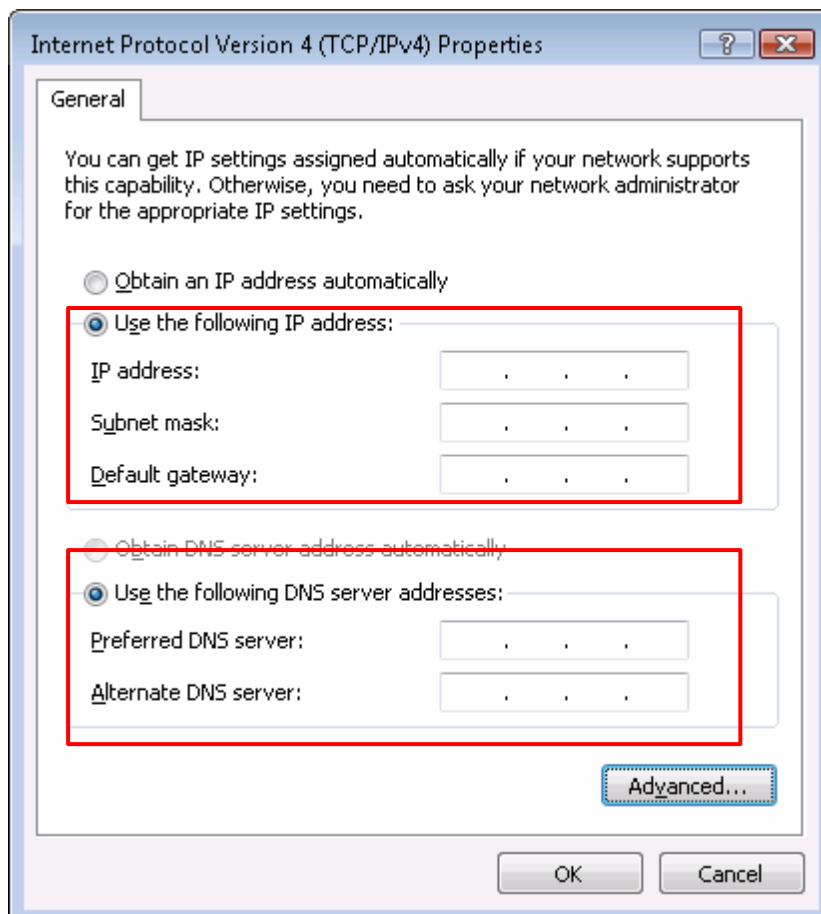 Internet Protocol Version 4 (TCP/IPv4) Properties
General
You can get IP settings assigned automatically if your network supports
this capability. Otherwise, you need to ask your network administrator
for the appropriate IP settings.
Obtain an IP address automatically
Use the following IP address:
IP address: . . .
Subnet mask: . . .
Default gateway: . . .
Obtain DNS server address automatically
Use the following DNS server addresses:
Preferred DNS server: . . .
Alternate DNS server: . . .
Advanced...
OK Cancel